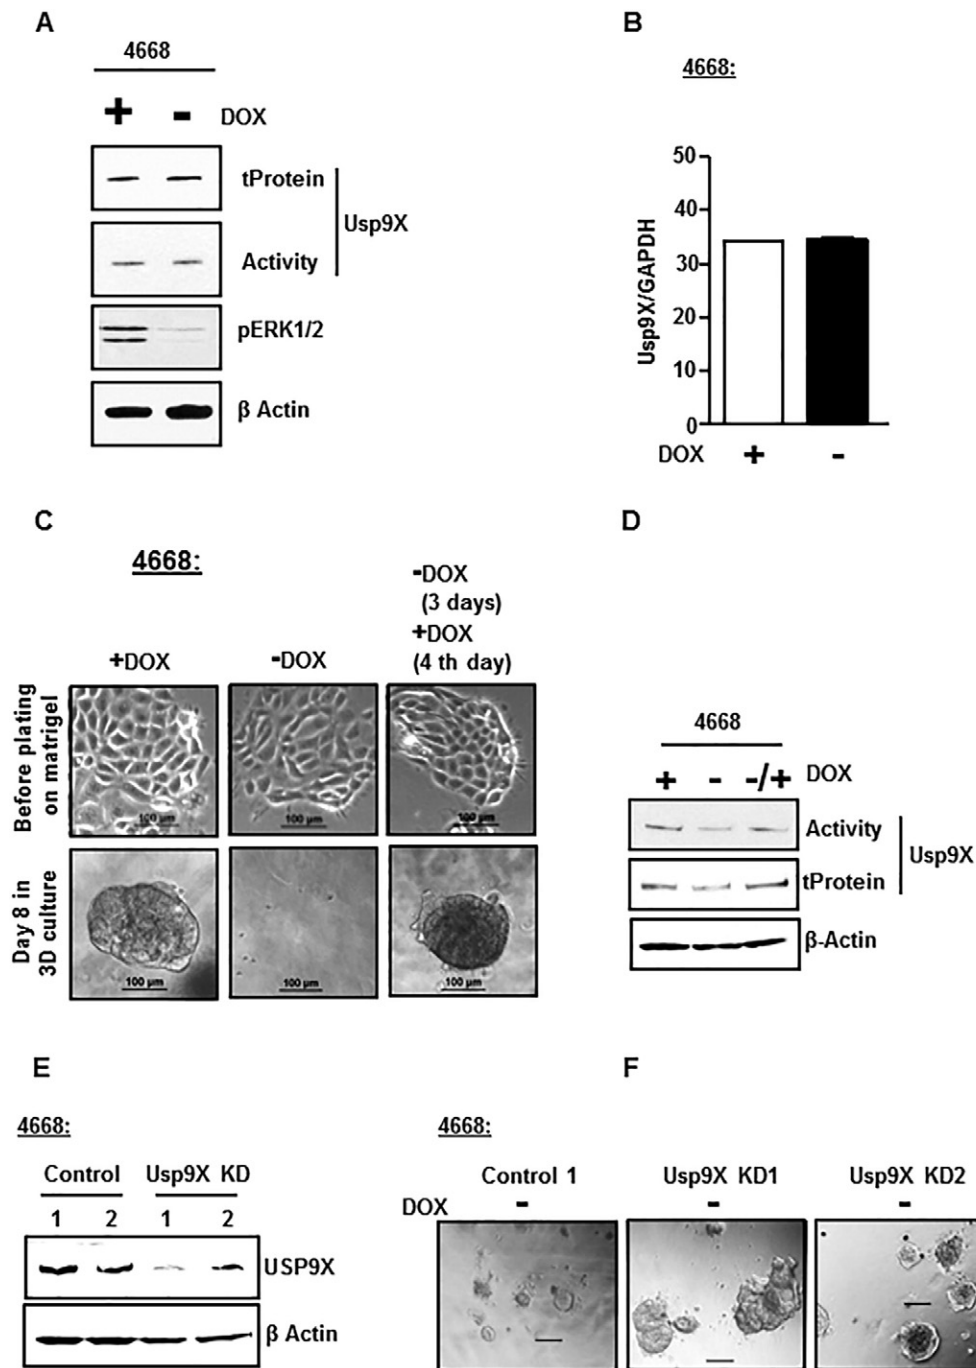 A
4668
+ - DOX
tProtein
Usp9X
Activity
pERK1/2
β Actin
B
4668:
50
40
30
20
10
0
Usp9X/GAPDH
DOX + -
C
4668:
+DOX
-DOX
-DOX
(3 days)
+DOX
(4 th day)
Before plating
on matrigel
100 µm
100 µm
100 µm
Day 8 in
3D culture
100 µm
100 µm
100 µm
D
4668
+ - -/+ DOX
Activity
Usp9X
tProtein
β-Actin
E
4668:
Control Usp9X KD
1 2 1 2
USP9X
β Actin
F
4668:
Control 1 Usp9X KD1 Usp9X KD2
DOX - - -